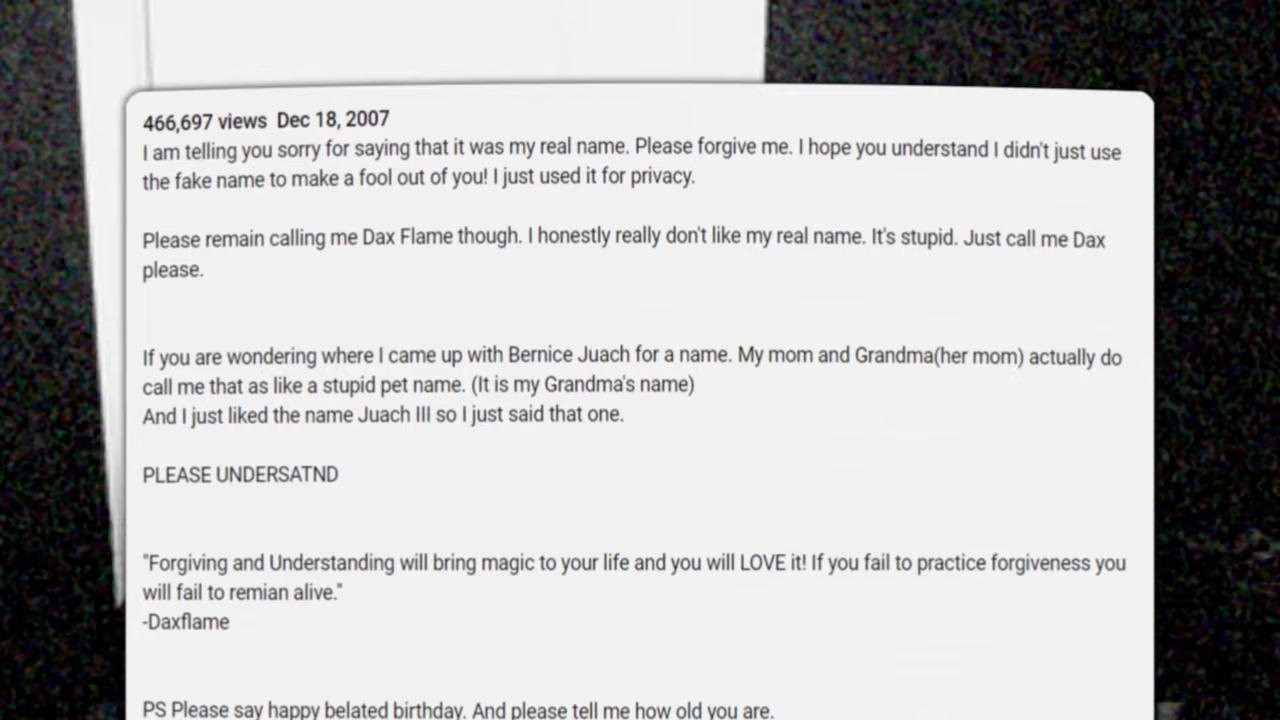 466,697 views Dec 18, 2007
I am telling you sorry for saying that it was my real name. Please forgive me. I hope you understand I didn't just use
the fake name to make a fool out of you! I just used it for privacy.
Please remain calling me Dax Flame though. I honestly really don't like my real name. It's stupid. Just call me Dax
please.
If you are wondering where I came up with Bernice Juach for a name. My mom and Grandma(her mom) actually do
call me that as like a stupid pet name. (It is my Grandma's name)
And I just liked the name Juach III so I just said that one.
PLEASE UNDERSATND
"Forgiving and Understanding will bring magic to your life and you will LOVE it! If you fail to practice forgiveness you
will fail to remian alive."
-Daxflame
PS Please say happy belated birthday. And please tell me how old you are.